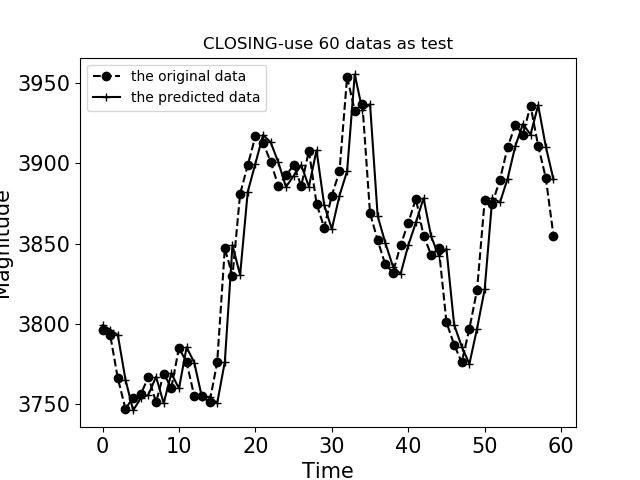 CLOSING-use 60 datas as test
the original data
the predicted data
3950
3900
3850
3800
3750
Magnitude
0 10 20 30 40 50 60
Time